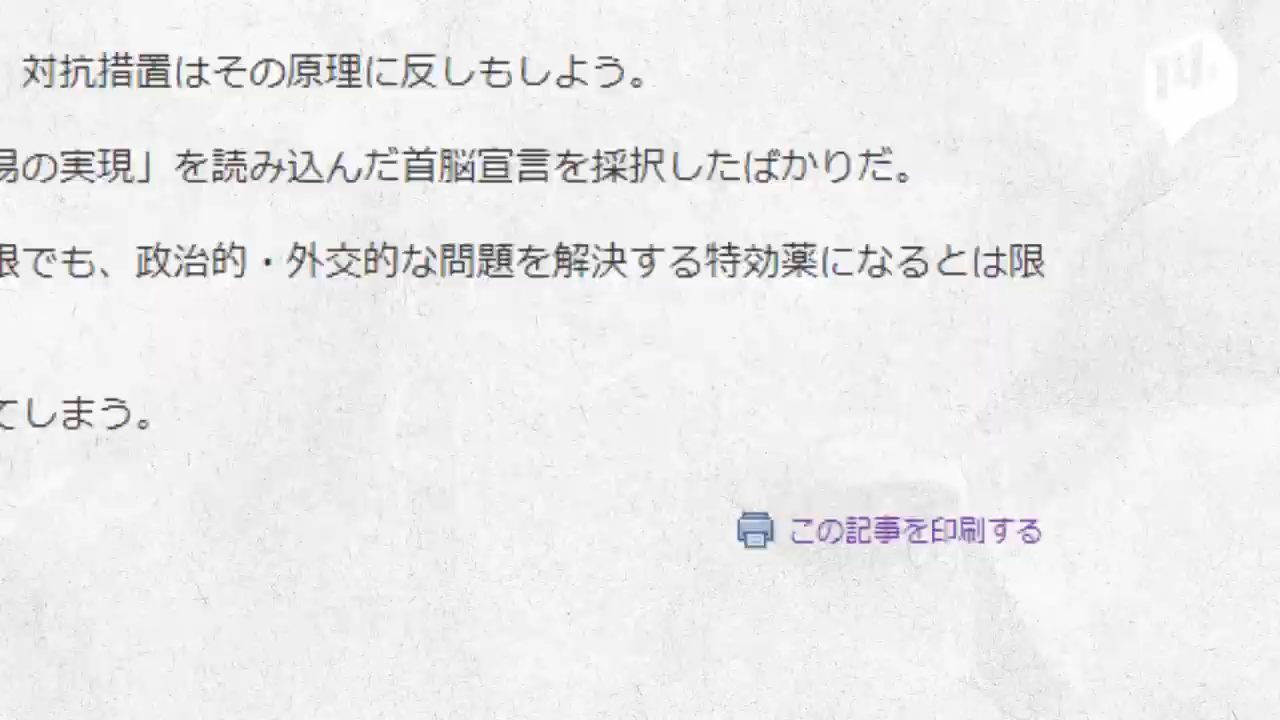 対抗措置はその原理に反しもしよう。
易の実現」を読み込んだ首脳宣言を採択したばかりだ。
限でも、政治的・外交的な問題を解決する特効薬になるとは限
てしまう。
この記事を印刷する